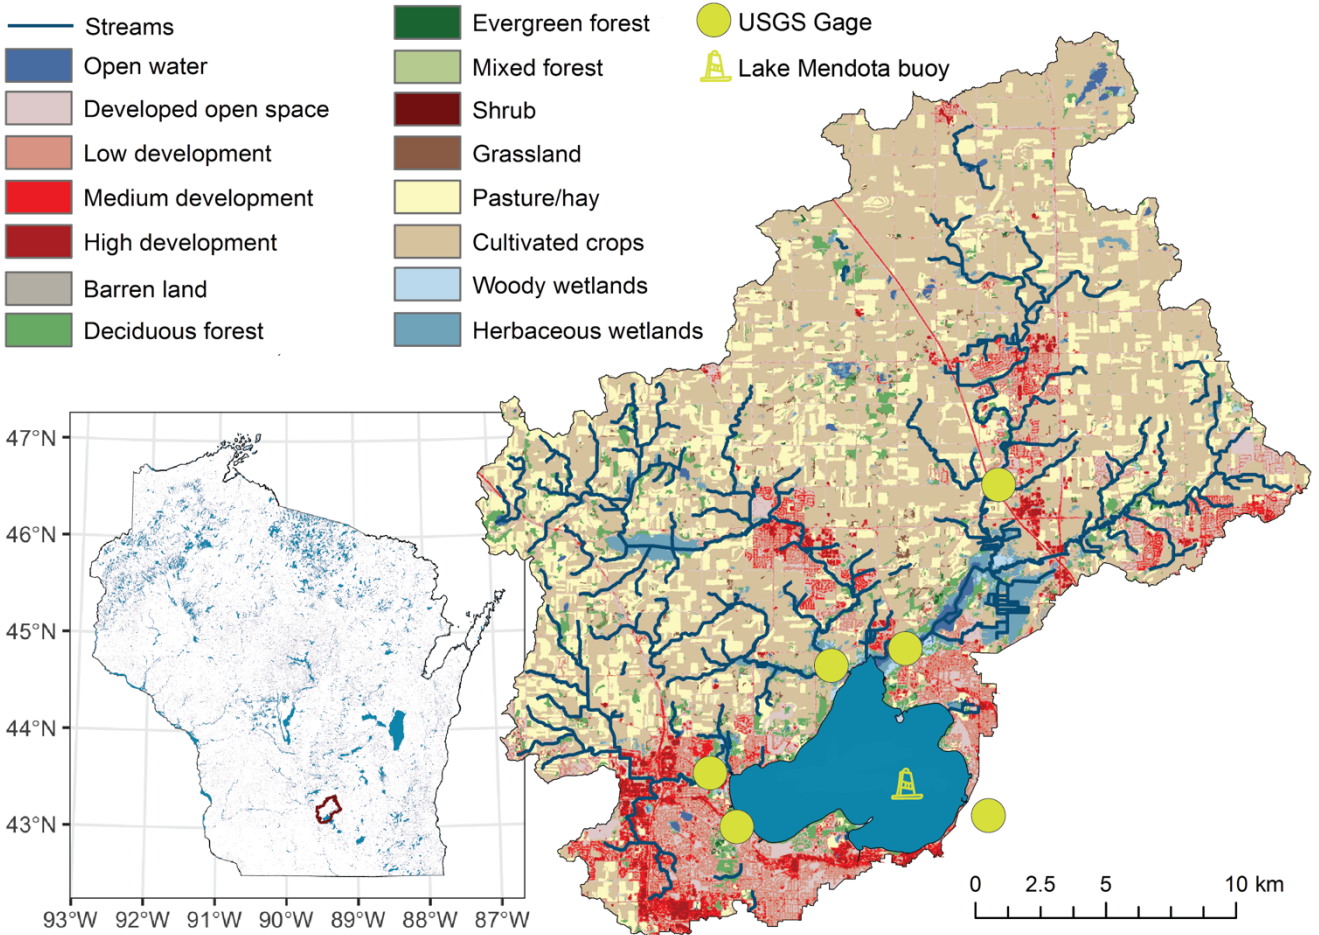 Streams
Open water
Developed open space
Low development
Medium development
High development
Barren land
Deciduous forest
Evergreen forest
Mixed forest
Shrub
Grassland
Pasture/hay
Cultivated crops
Woody wetlands
Herbaceous wetlands
USGS Gage
Lake Mendota buoy
47°N
46°N
45°N
44°N
43°N
93°W 92°W 91°W 90°W 89°W 88°W 87°W
0 2.5 5 10 km